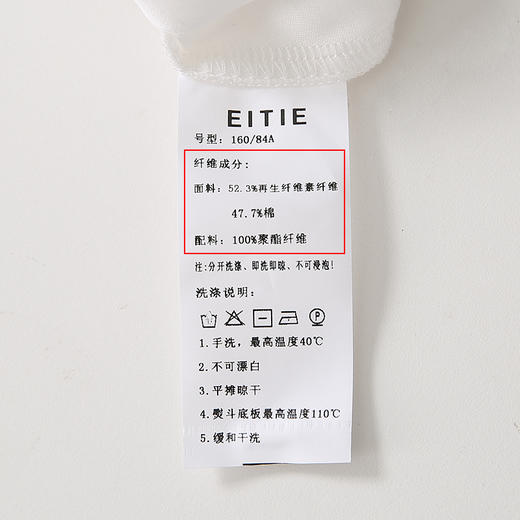 EITIE
号型：160/84A
纤维成分：
面料：52.3%再生纤维素纤维
47.7%棉
配料：100%聚酯纤维
注:分开洗涤、即洗即晾、不可浸泡!
洗涤说明：
P
1.手洗，最高温度40℃
2.不可漂白
3.平摊晾干
4.熨斗底板最高温度110℃
5.缓和干洗